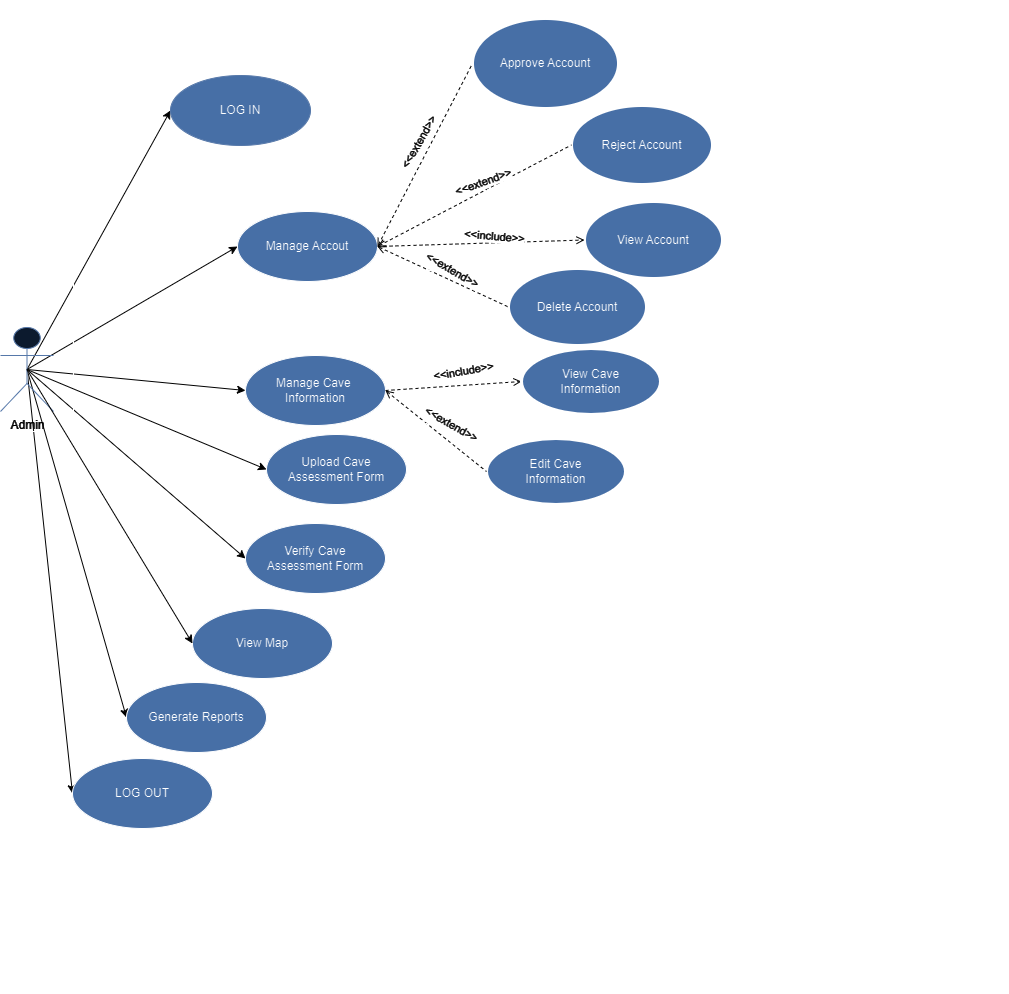 Approve Account
LOG IN
<<extend>>
Reject Account
<<extend>>
Manage Accout
<<include>>
View Account
<<extend>>
Delete Account
Admin
Manage Cave
Information
<<include>>
View Cave
Information
<<extend>>
Edit Cave
Information
Upload Cave
Assessment Form
Verify Cave
Assessment Form
View Map
Generate Reports
LOG OUT